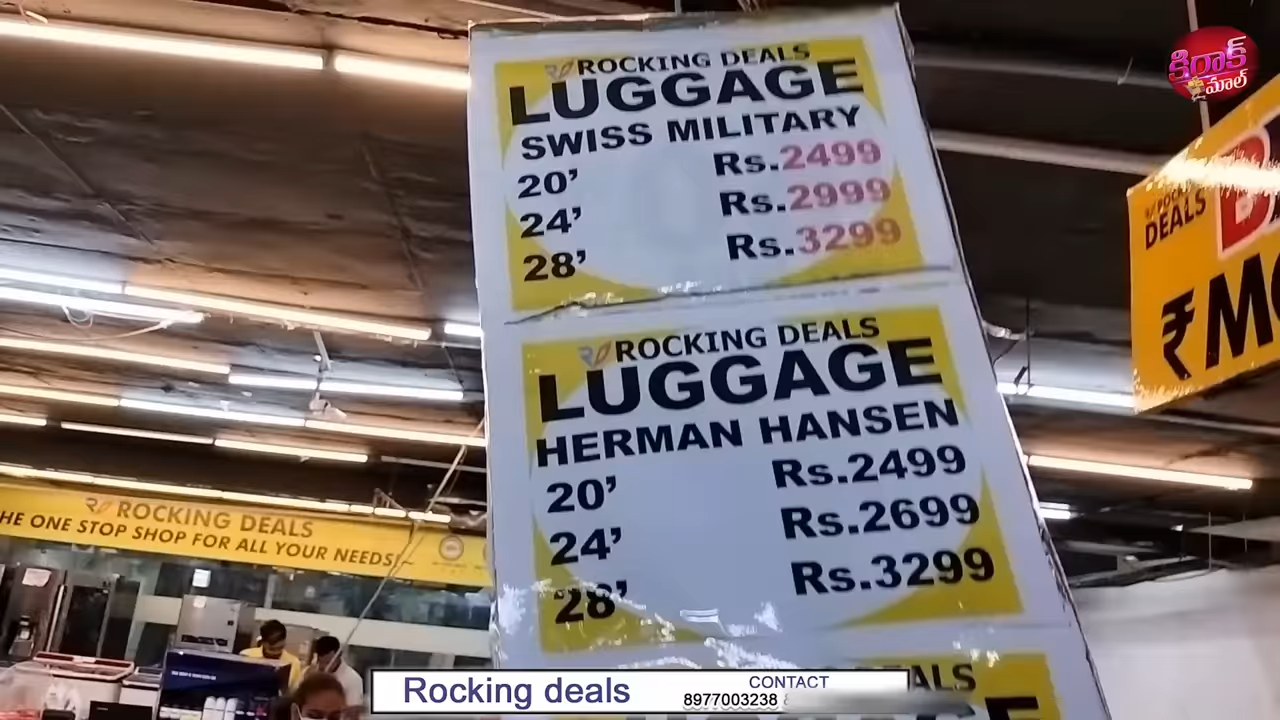 కిరాక్
మాల్
ROCKING DEALS
LUGGAGE
SWISS MILITARY
20’ Rs.2499
24’ Rs.2999
28’ Rs.3299
ROCKING DEALS
LUGGAGE
HERMAN HANSEN
20’ Rs.2499
24’ Rs.2699
28’ Rs.3299
DEALS
₹
ROCKING DEALS
HE ONE STOP SHOP FOR ALL YOUR NEEDS!
Rocking deals
CONTACT
8977003238